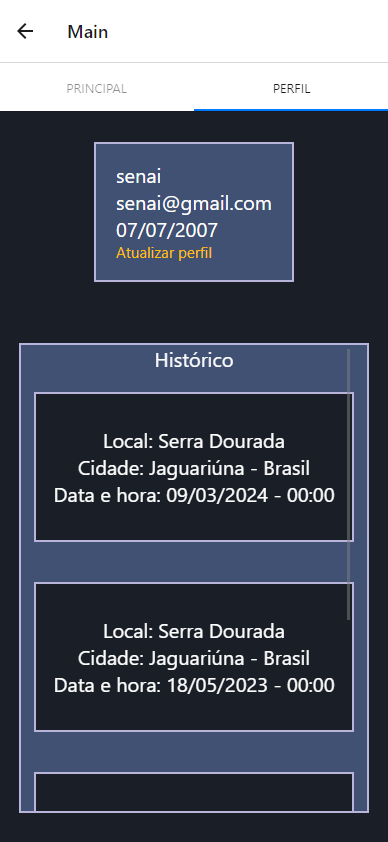 Main
PRINCIPAL
PERFIL
senai
senai@gmail.com
07/07/2007
Atualizar perfil
Histórico
Local: Serra Dourada
Cidade: Jaguariúna - Brasil
Data e hora: 09/03/2024 - 00:00
Local: Serra Dourada
Cidade: Jaguariúna - Brasil
Data e hora: 18/05/2023 - 00:00